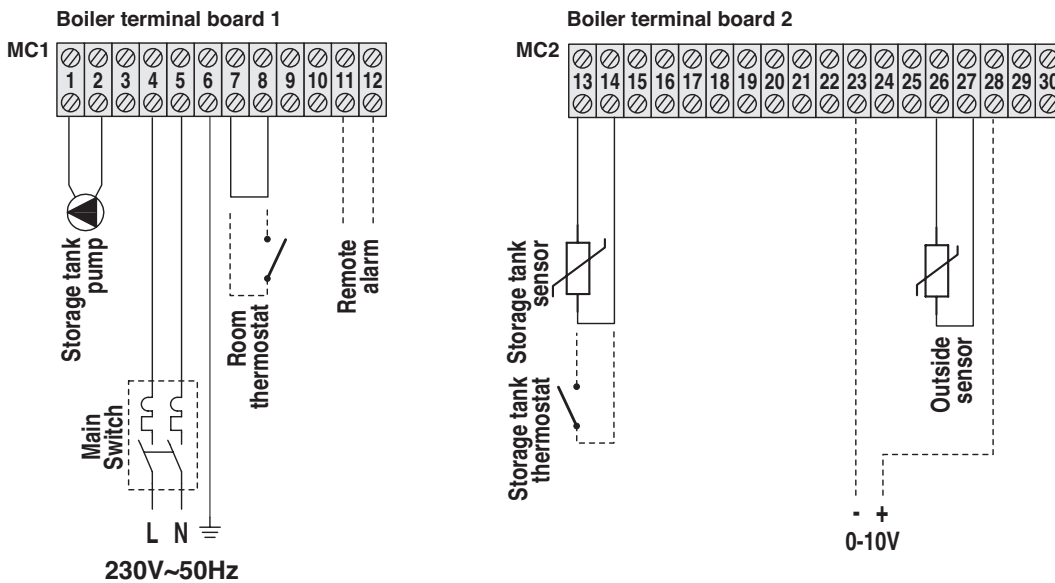 Boiler terminal board 1
MC1
1 2 3 4 5 6 7 8 9 10 11 12
Storage tank
pump
Main
Switch
Room
thermostat
Remote
alarm
L N
230V~50Hz
Boiler terminal board 2
MC2
13 14 15 16 17 18 19 20 21 22 23 24 25 26 27 28 29 30
Storage tank
sensor
Storage tank
thermostat
Outside
sensor
- +
0-10V